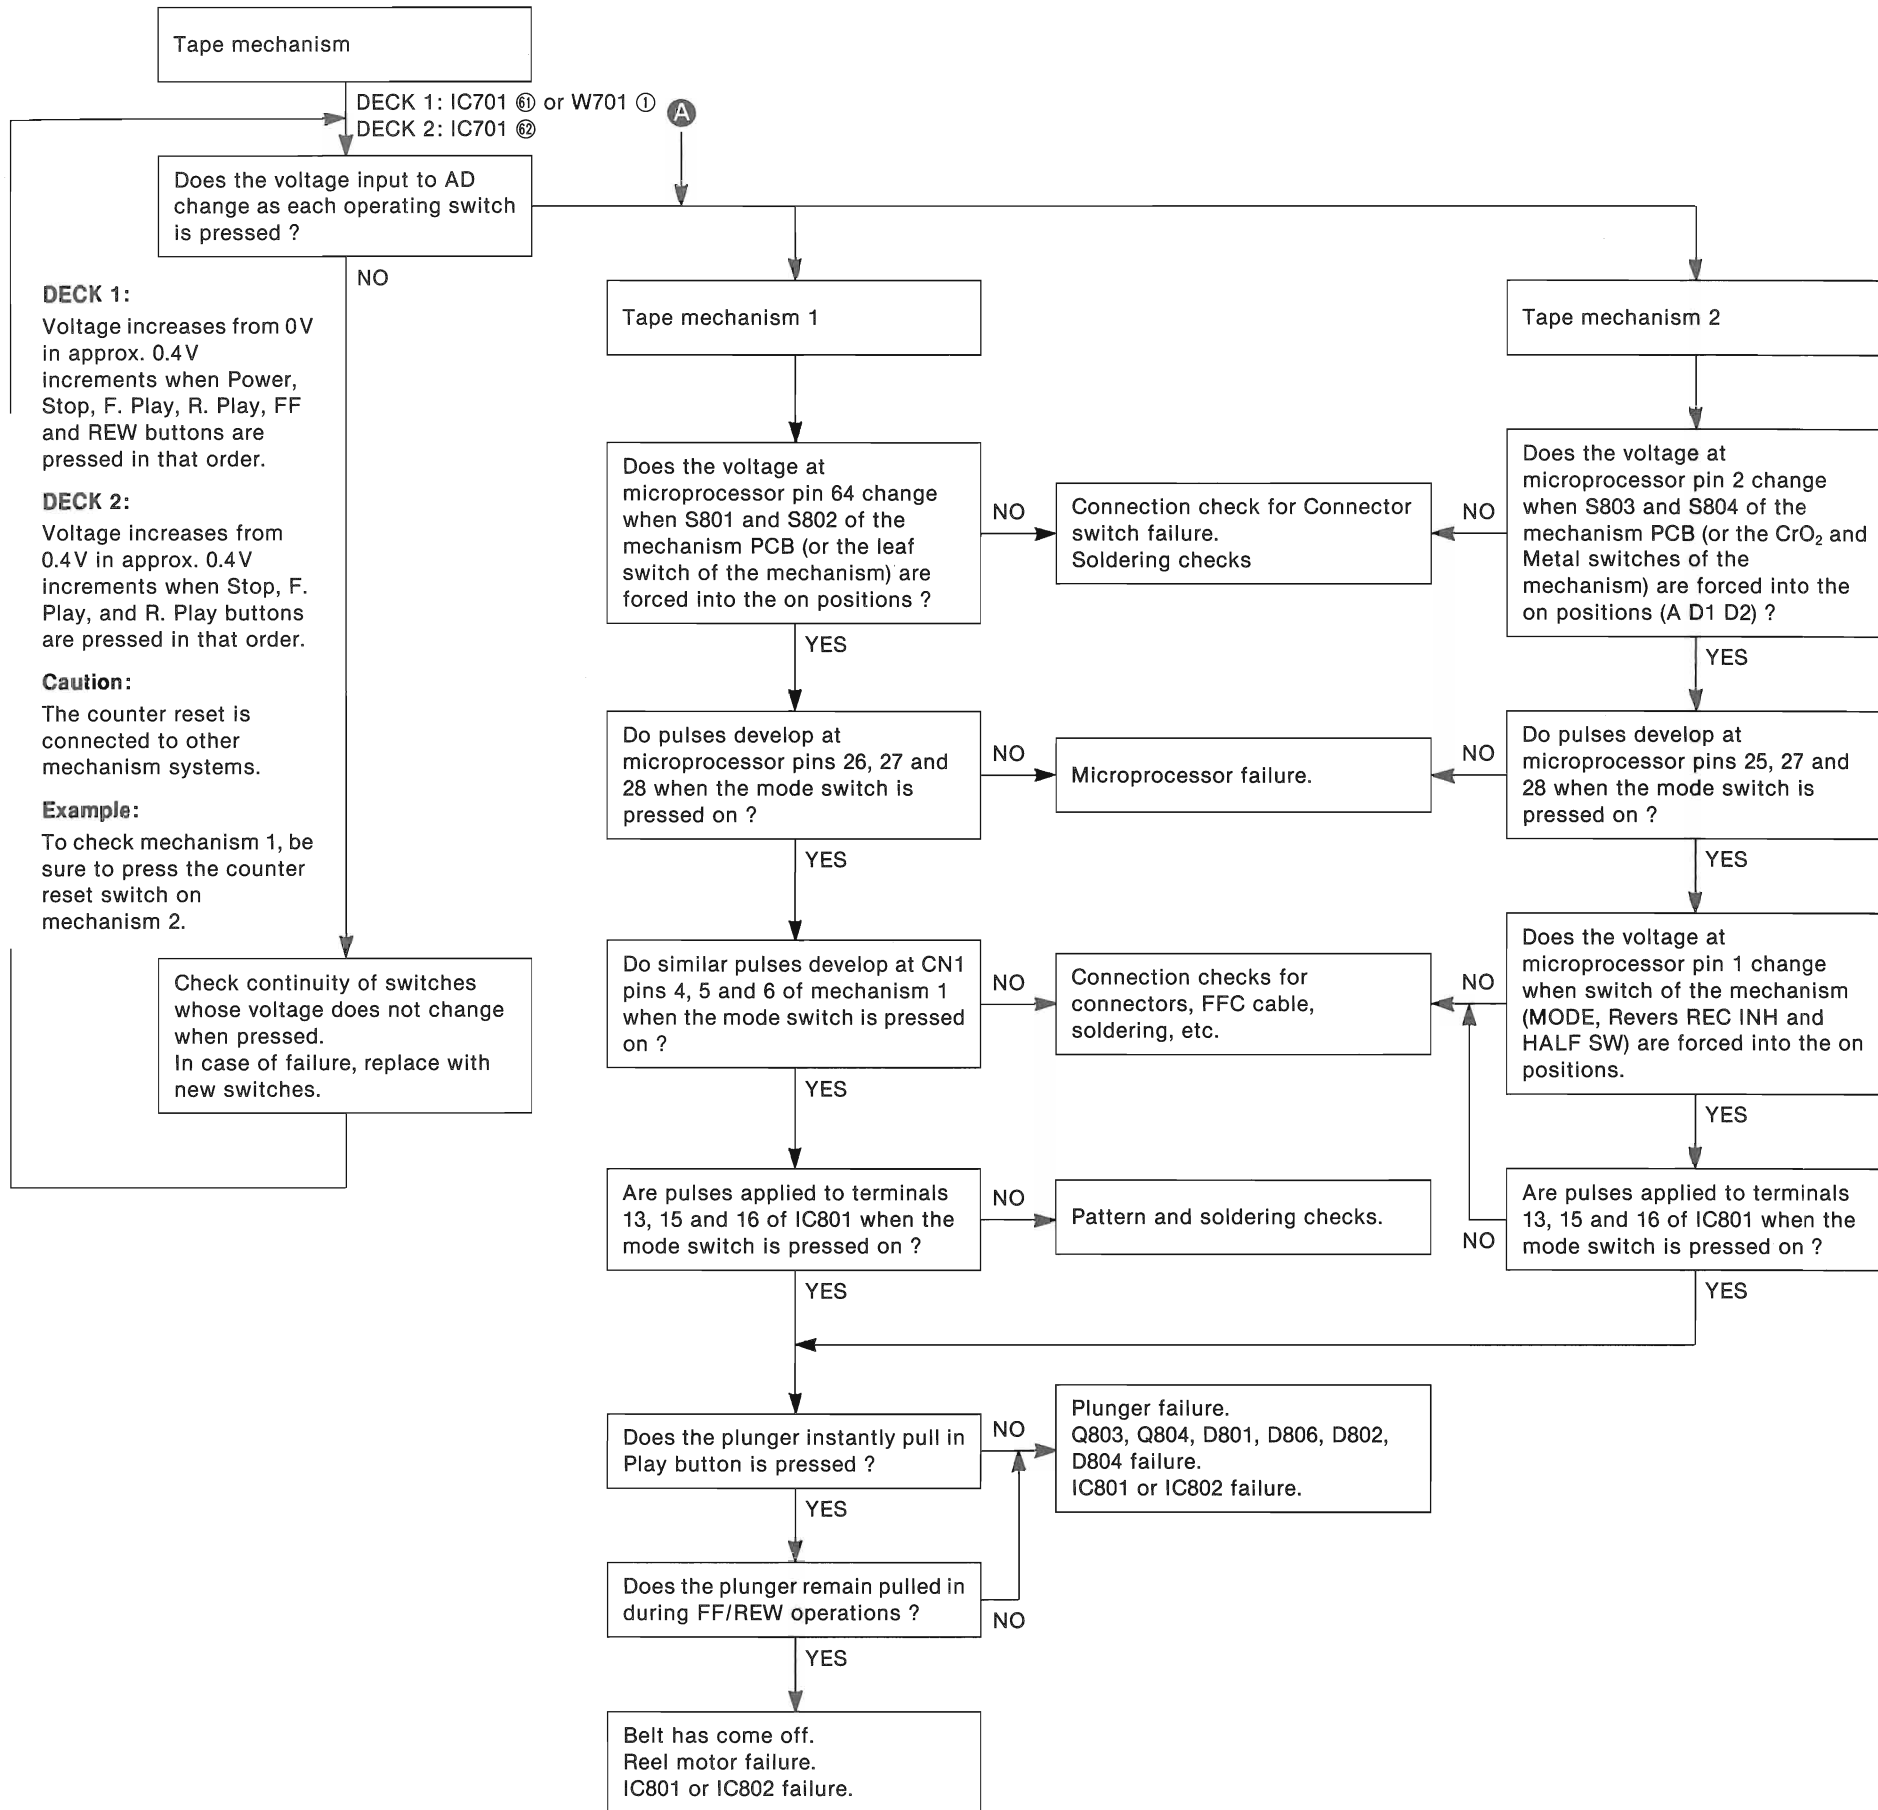 Tape mechanism
DECK 1: IC701 ㊿ or W701 ①
DECK 2: IC701
A
Does the voltage input to AD
change as each operating switch
is pressed ?
NO
DECK 1:
Voltage increases from 0V
in approx. 0.4V
increments when Power,
Stop, F. Play, R. Play, FF
and REW buttons are
pressed in that order.
DECK 2:
Voltage increases from
0.4V in approx. 0.4V
increments when Stop, F.
Play, and R. Play buttons
are pressed in that order.
Caution:
The counter reset is
connected to other
mechanism systems.
Example:
To check mechanism 1, be
sure to press the counter
reset switch on
mechanism 2.
Check continuity of switches
whose voltage does not change
when pressed.
In case of failure, replace with
new switches.
Tape mechanism 1
Does the voltage at
microprocessor pin 64 change
when S801 and S802 of the
mechanism PCB (or the leaf
switch of the mechanism) are
forced into the on positions ?
NO
YES
Connection check for Connector
switch failure.
Soldering checks
Do pulses develop at
microprocessor pins 26, 27 and
28 when the mode switch is
pressed on ?
NO
YES
Microprocessor failure.
Do similar pulses develop at CN1
pins 4, 5 and 6 of mechanism 1
when the mode switch is pressed
on ?
NO
YES
Connection checks for
connectors, FFC cable,
soldering, etc.
Are pulses applied to terminals
13, 15 and 16 of IC801 when the
mode switch is pressed on ?
NO
YES
Pattern and soldering checks.
Tape mechanism 2
Does the voltage at
microprocessor pin 2 change
when S803 and S804 of the
mechanism PCB (or the CrO₂ and
Metal switches of the
mechanism) are forced into the
on positions (A D1 D2) ?
NO
YES
Do pulses develop at
microprocessor pins 25, 27 and
28 when the mode switch is
pressed on ?
NO
YES
Does the voltage at
microprocessor pin 1 change
when switch of the mechanism
(MODE, Revers REC INH and
HALF SW) are forced into the on
positions.
NO
YES
Are pulses applied to terminals
13, 15 and 16 of IC801 when the
mode switch is pressed on ?
NO
YES
Does the plunger instantly pull in
Play button is pressed ?
NO
YES
Plunger failure.
Q803, Q804, D801, D806, D802,
D804 failure.
IC801 or IC802 failure.
Does the plunger remain pulled in
during FF/REW operations ?
NO
YES
Belt has come off.
Reel motor failure.
IC801 or IC802 failure.